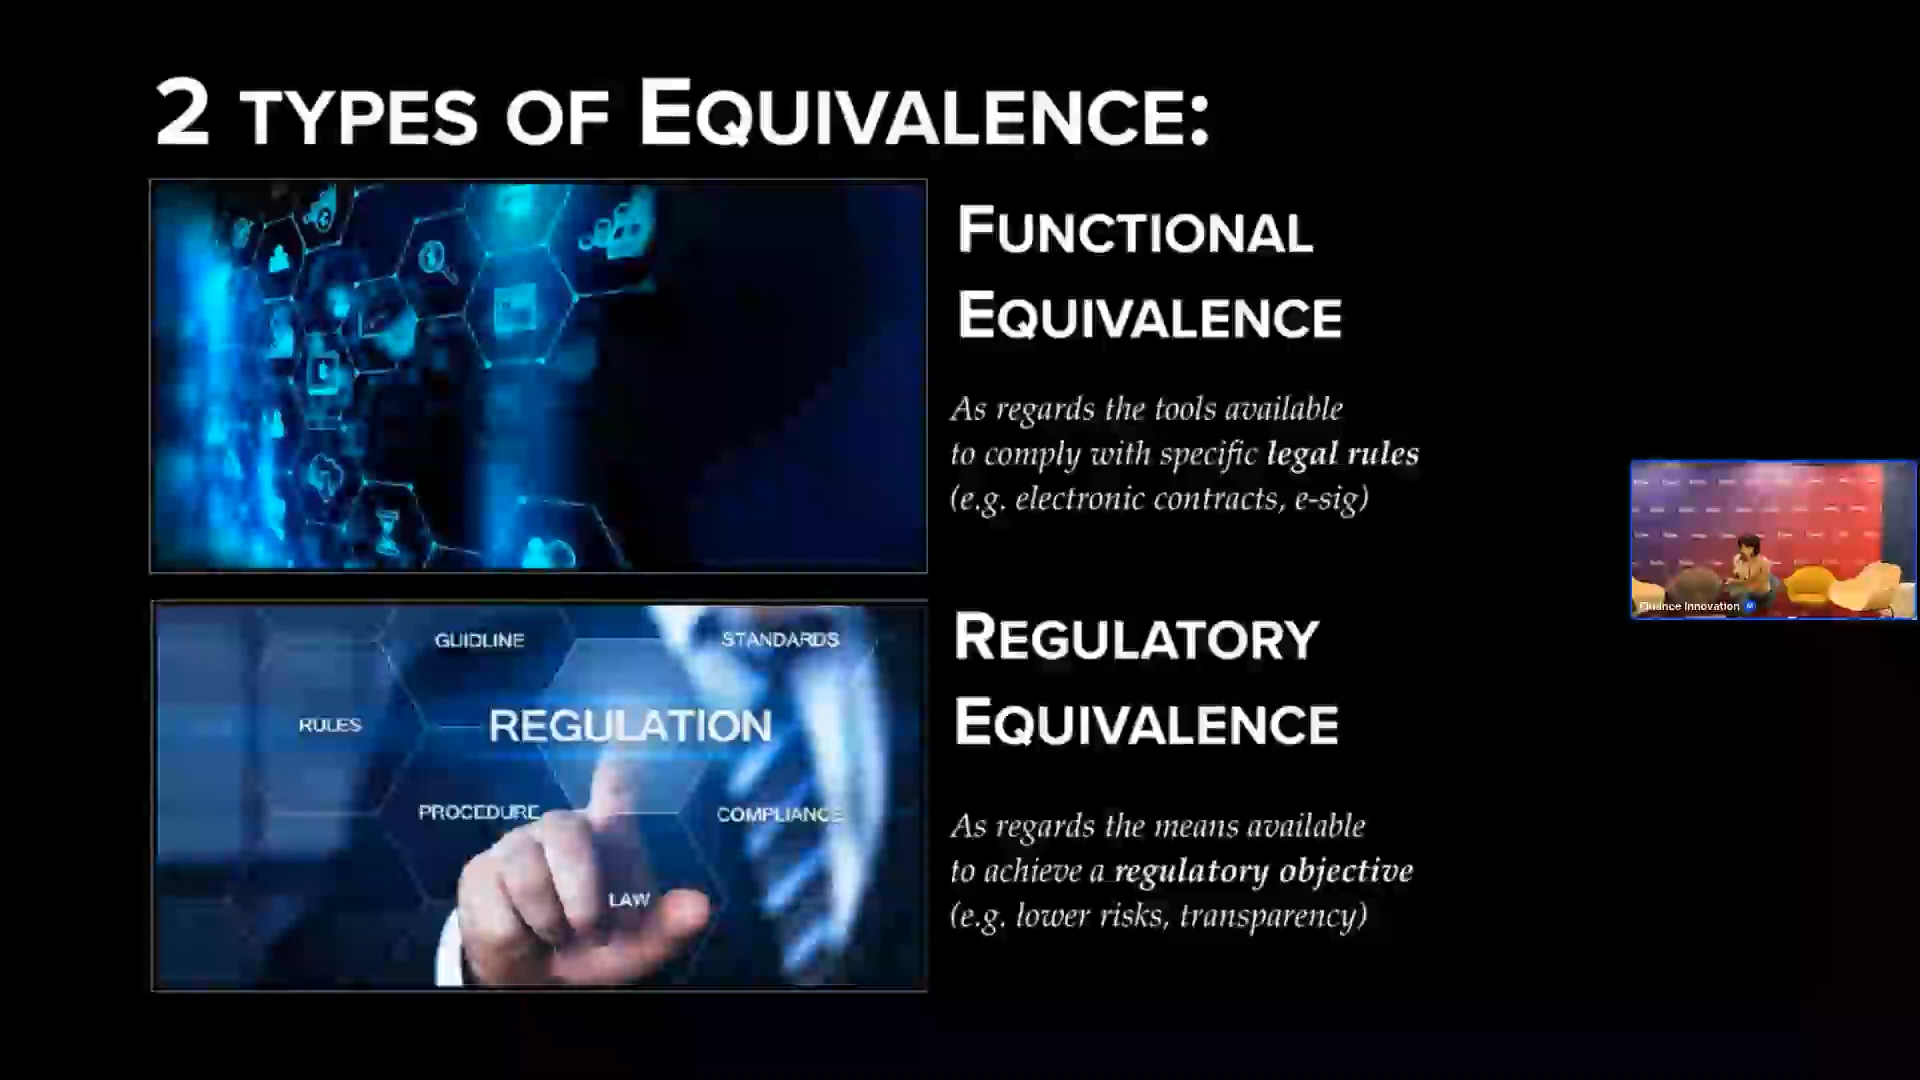 2 TYPES OF EQUIVALENCE:
FUNCTIONAL
EQUIVALENCE
As regards the tools available
to comply with specific legal rules
(e.g. electronic contracts, e-sig)
GUIDLINE
STANDARDS
RULES
REGULATION
PROCEDURE
COMPLIANCE
LAW
REGULATORY
EQUIVALENCE
As regards the means available
to achieve a regulatory objective
(e.g. lower risks, transparency)
Finance Innovation